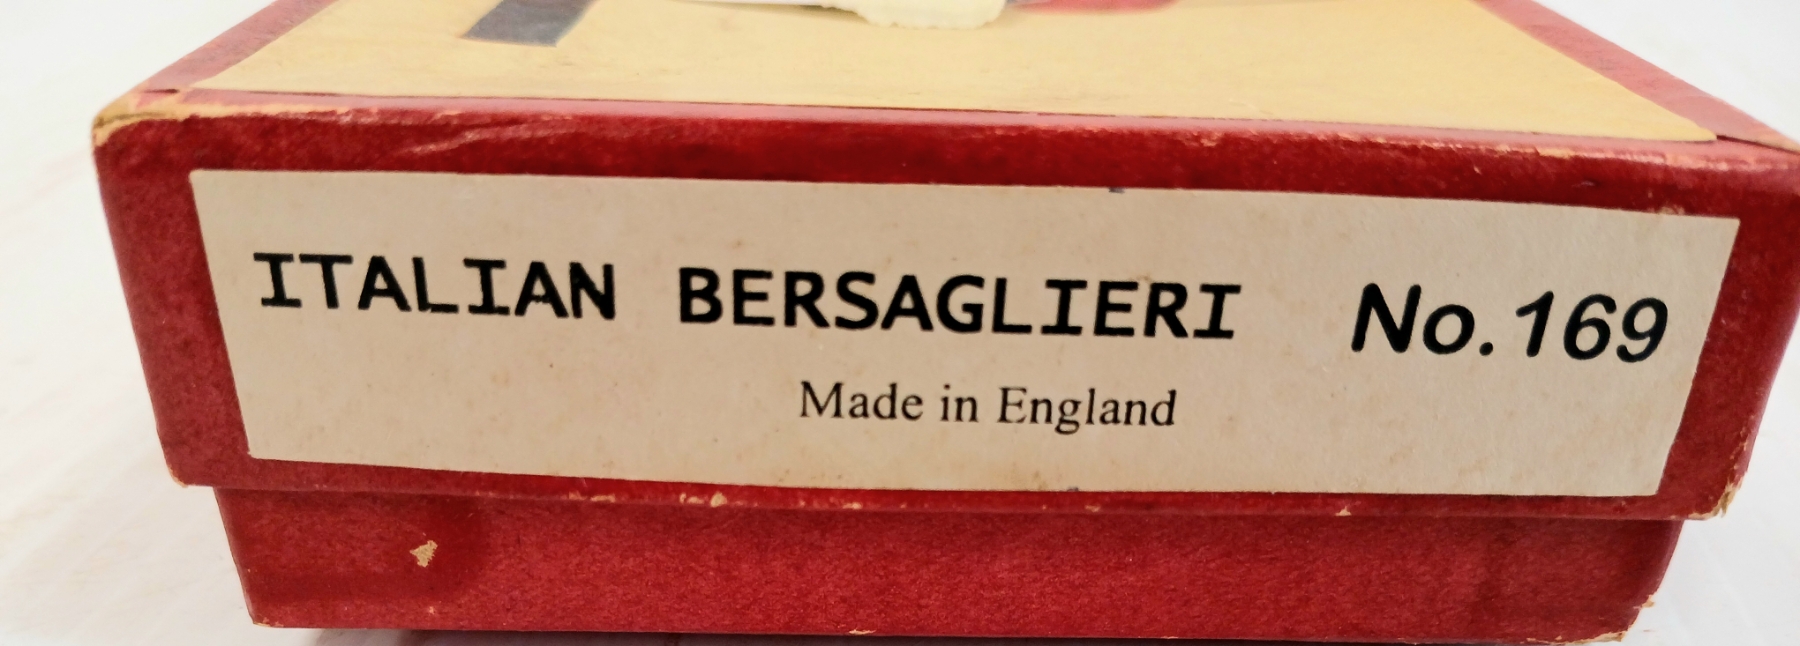 ITALIAN BERSAGLIERI No.169
Made in England